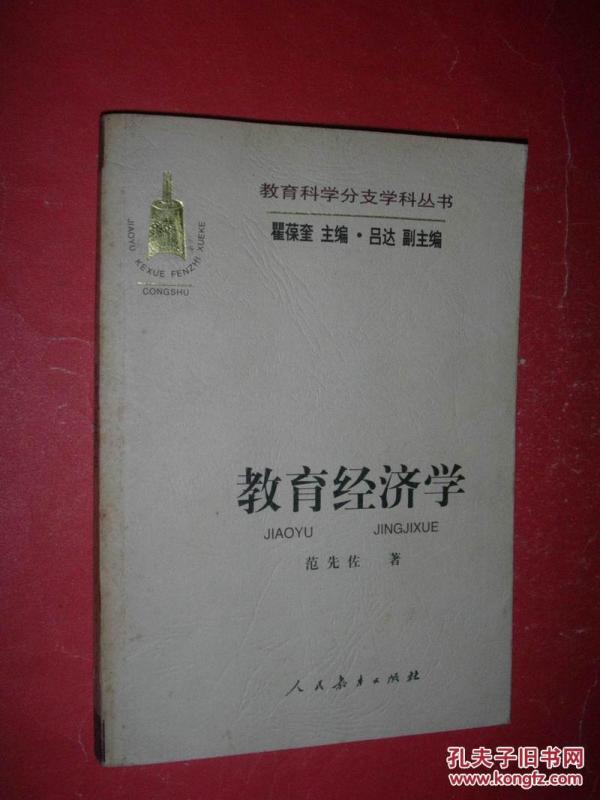 教育科学分支学科丛书
瞿葆奎 主编·吕达 副主编
JIAOYU KEXUE FENZHI XUEKE
CONGSHU
教育经济学
JIAOYU JINGJIXUE
范先佐 著
人民教育出版社
孔夫子旧书网
www.kongfz.com